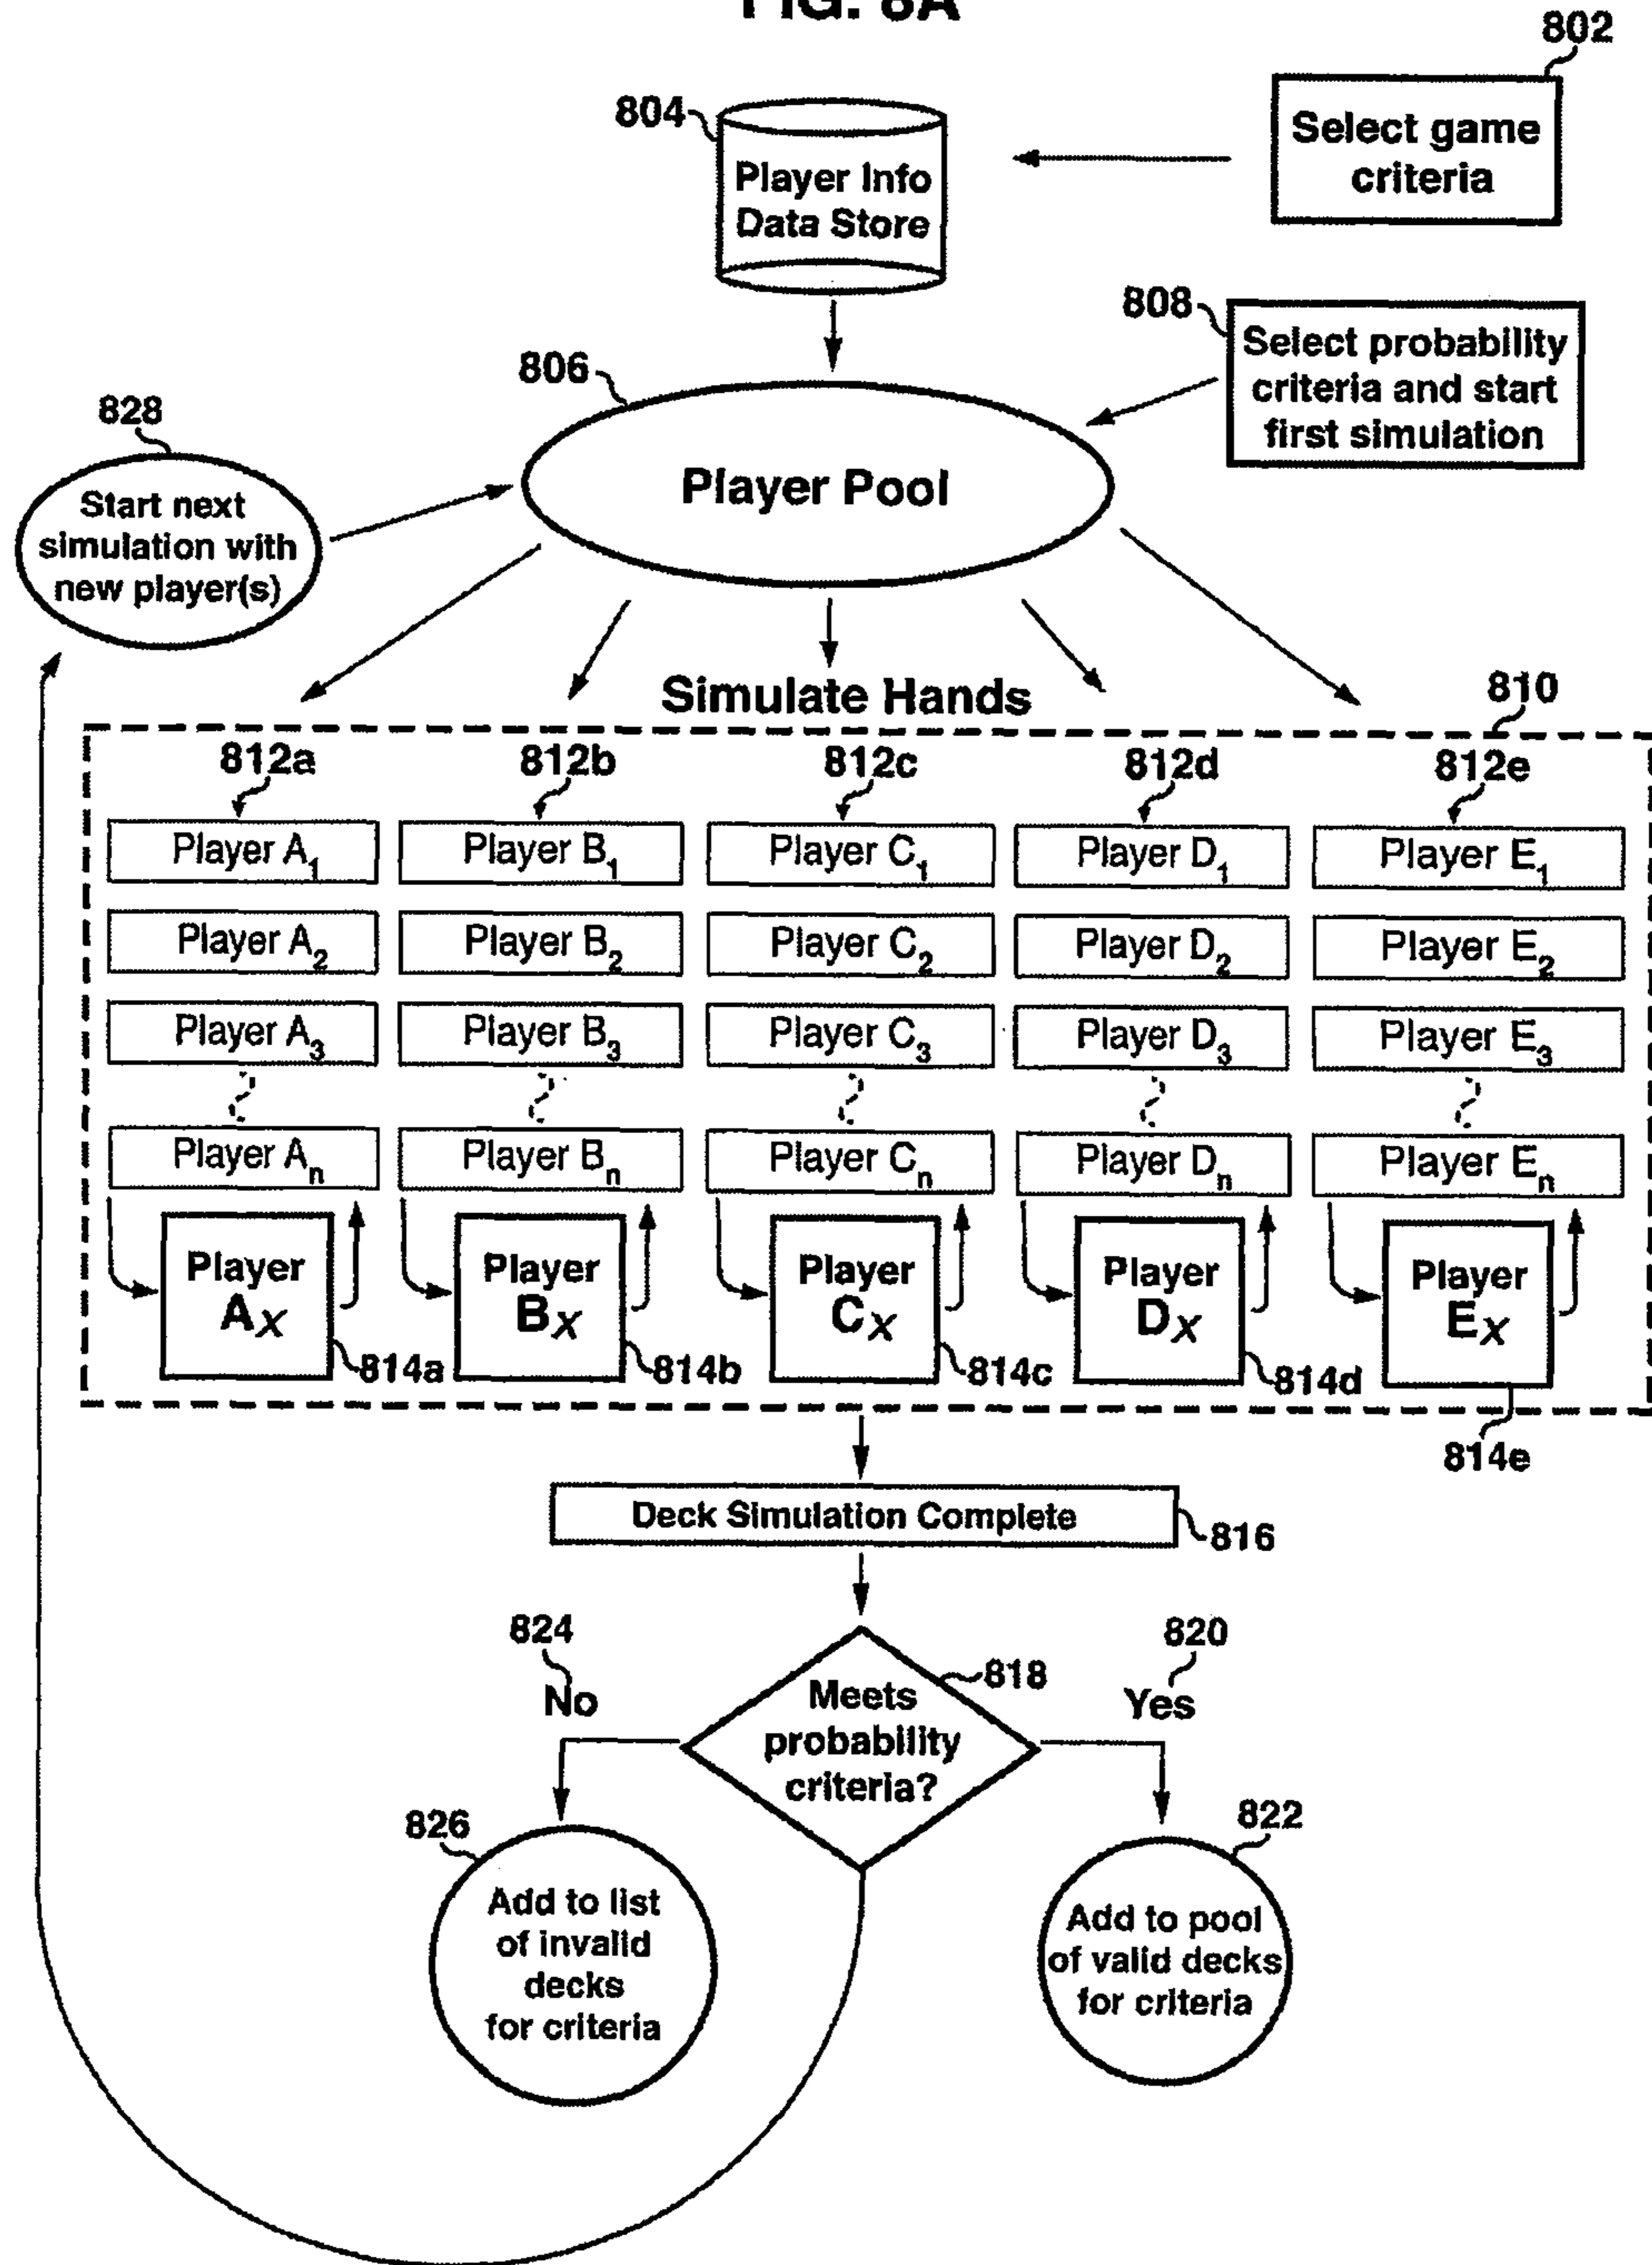 FIG. 8A
802
Select game
criteria
804
Player Info
Data Store
808
Select probability
criteria and start
first simulation
806
Player Pool
828
Start next
simulation with
new player(s)
Simulate Hands
810
812a
812b
812c
812d
812e
Player A1
Player B1
Player C1
Player D1
Player E1
Player A2
Player B2
Player C2
Player D2
Player E2
Player A3
Player B3
Player C3
Player D3
Player E3
Player An
Player Bn
Player Cn
Player Dn
Player En
Player
AX
Player
BX
Player
CX
Player
DX
Player
EX
814a
814b
814c
814d
814e
Deck Simulation Complete
816
824
No
818
Meets
probability
criteria?
820
Yes
826
Add to list
of invalid
decks
for criteria
822
Add to pool
of valid decks
for criteria